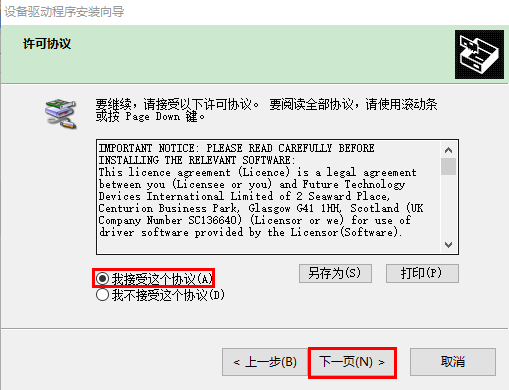 设备驱动程序安装向导
许可协议
要继续，请接受以下许可协议。 要阅读全部协议，请使用滚动条
或按 Page Down 键。
IMPORTANT NOTICE: PLEASE READ CAREFULLY BEFORE
INSTALLING THE RELEVANT SOFTWARE:
This licence agreement (Licence) is a legal agreement
between you (Licensee or you) and Future Technology
Devices International Limited of 2 Seaward Place,
Centurion Business Park, Glasgow G41 1HH, Scotland (UK
Company Number SC136640) (Licensor or we) for use of
driver software provided by the Licensor(Software).
我接受这个协议(A)
另存为(S)
打印(P)
我不接受这个协议(D)
< 上一步(B)
下一页(N) >
取消